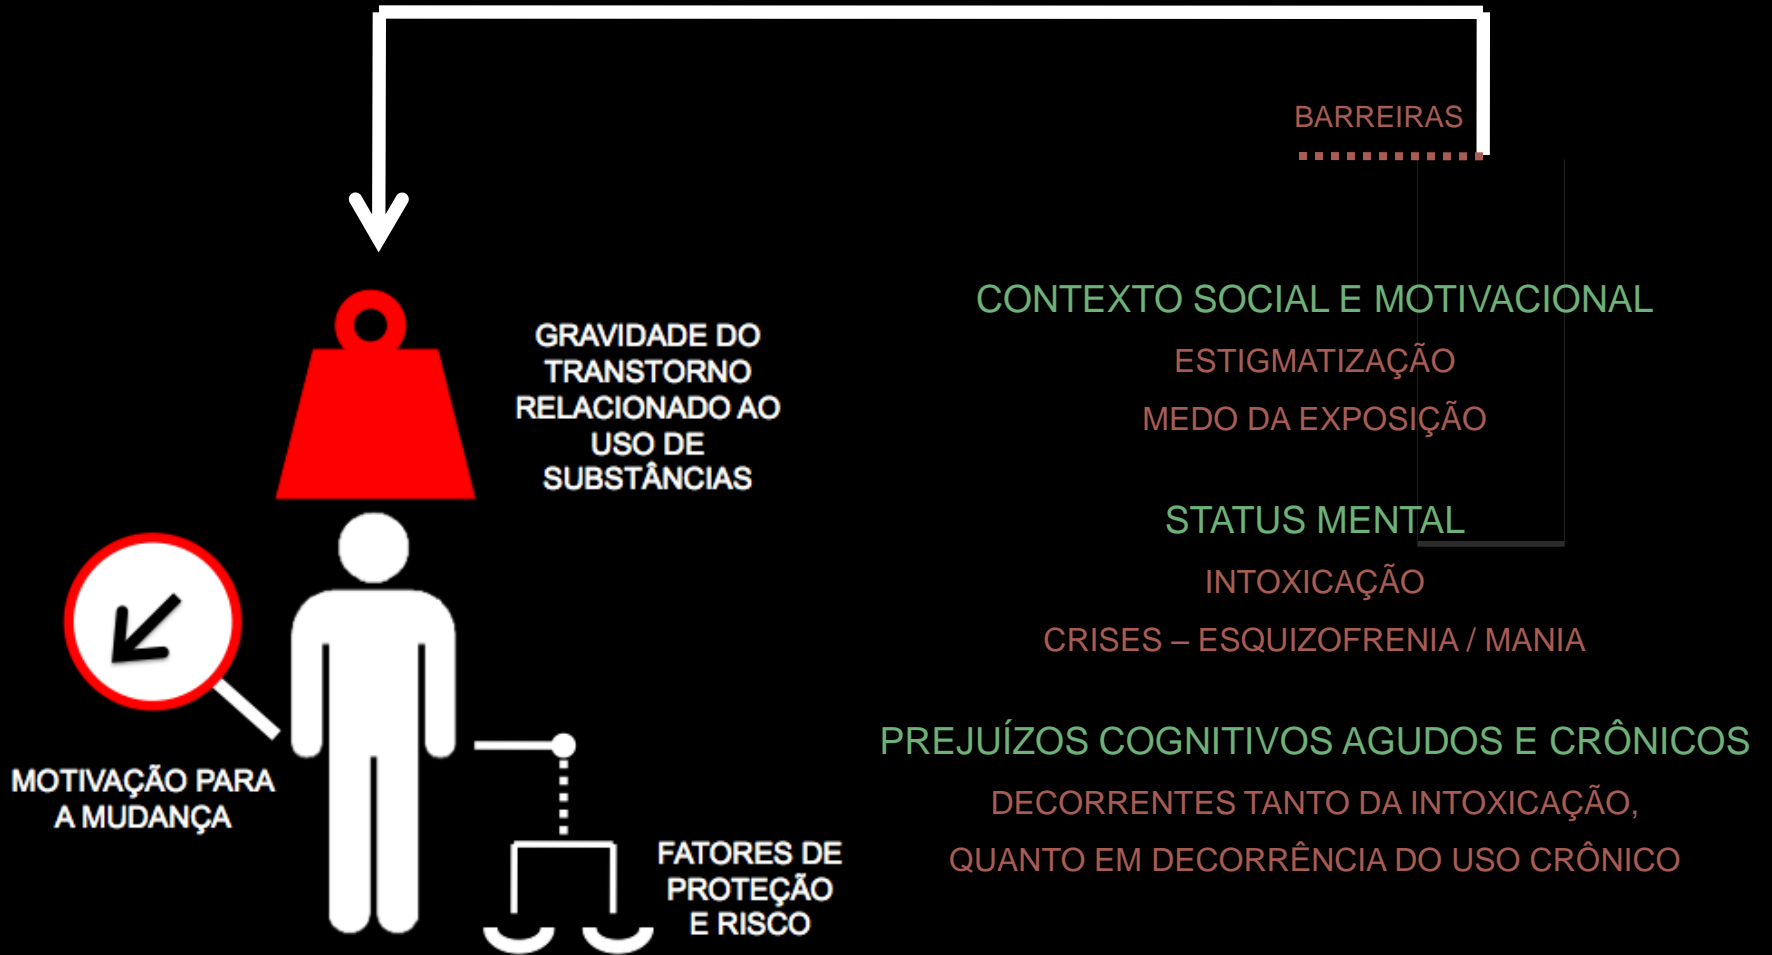 BARREIRAS
GRAVIDADE DO
TRANSTORNO
RELACIONADO AO
USO DE
SUBSTÂNCIAS
MOTIVAÇÃO PARA
A MUDANÇA
FATORES DE
PROTEÇÃO
E RISCO
CONTEXTO SOCIAL E MOTIVACIONAL
ESTIGMATIZAÇÃO
MEDO DA EXPOSIÇÃO
STATUS MENTAL
INTOXICAÇÃO
CRISES – ESQUIZOFRENIA / MANIA
PREJUÍZOS COGNITIVOS AGUDOS E CRÔNICOS
DECORRENTES TANTO DA INTOXICAÇÃO,
QUANTO EM DECORRÊNCIA DO USO CRÔNICO